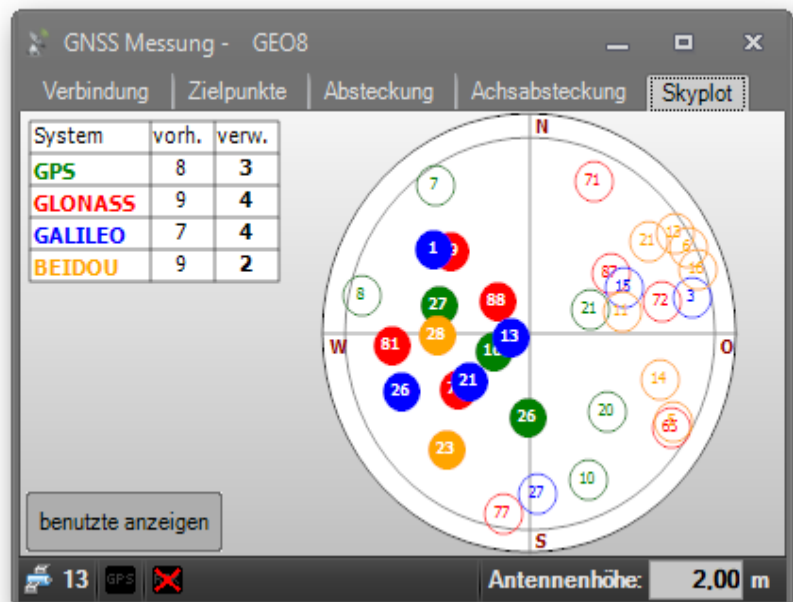 GNSS Messung - GEO8
Verbindung Zielpunkte Absteckung Achsabsteckung Skyplot
System vorh. verw.
GPS 8 3
GLONASS 9 4
GALILEO 7 4
BEIDOU 9 2
N
7 71
1 21 13 6
87 16
8 27 88 15 3
28 21 11 72
W 81 13 O
26 21 14
26 20
23 65
10
27
77
S
benutzte anzeigen
13 GPS Antennenhöhe: 2,00 m